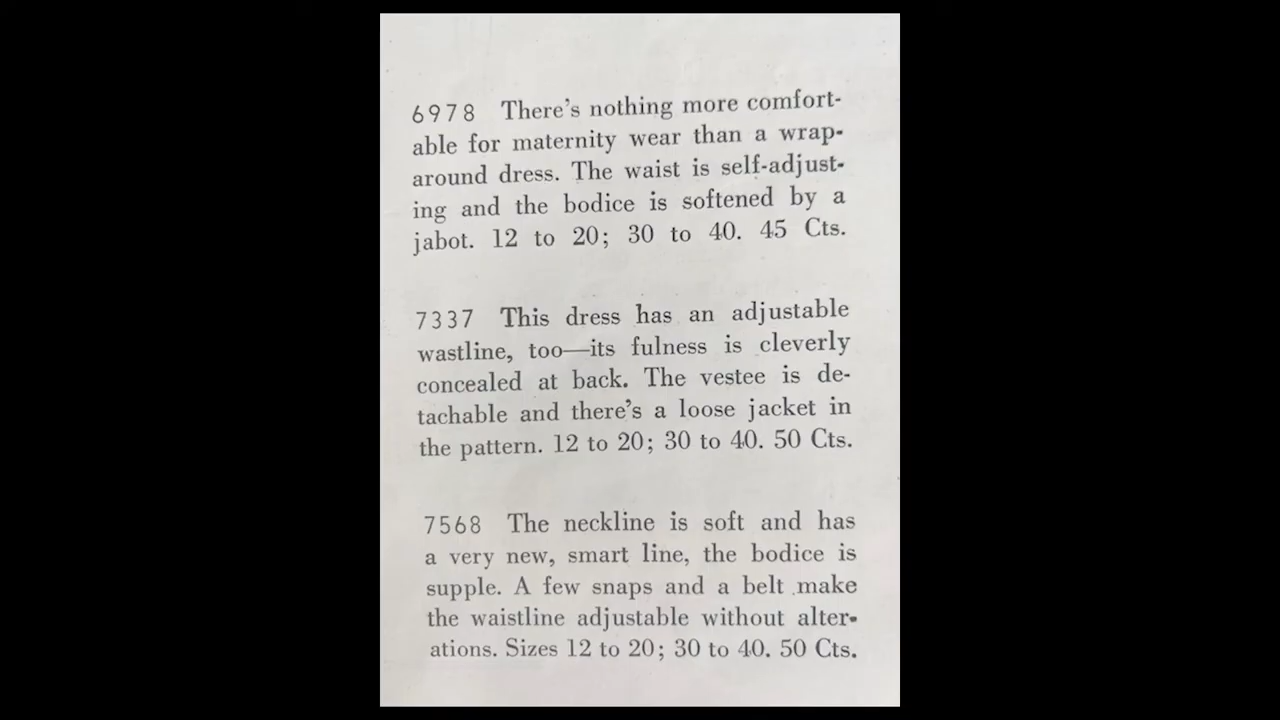 6978 There's nothing more comfort-
able for maternity wear than a wrap-
around dress. The waist is self-adjust-
ing and the bodice is softened by a
jabot. 12 to 20; 30 to 40. 45 Cts.
7337 This dress has an adjustable
wastline, too—its fulness is cleverly
concealed at back. The vestee is de-
tachable and there's a loose jacket in
the pattern. 12 to 20; 30 to 40. 50 Cts.
7568 The neckline is soft and has
a very new, smart line, the bodice is
supple. A few snaps and a belt make
the waistline adjustable without alter-
ations. Sizes 12 to 20; 30 to 40. 50 Cts.